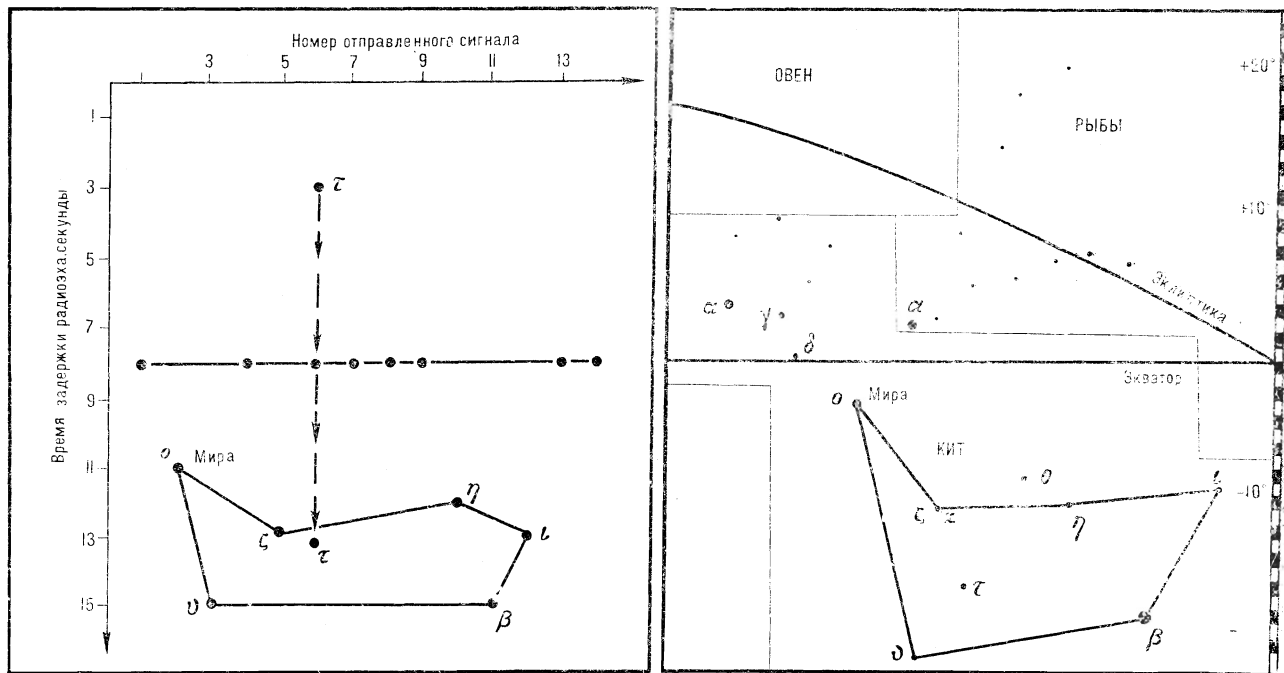 Номер отправленного сигнала
1 3 5 7 9 11 13
Время задержки радиоэха, секунды
1
3
τ
5
7
9
11
ο Мира
η
ζ
ι
13
τ
15
υ
β
ОВЕН
+20°
РЫБЫ
+10°
Эклиптика
α
γ
α
δ
Экватор
ο Мира
КИТ
θ
ι
-10°
ζ
η
τ
β
υ